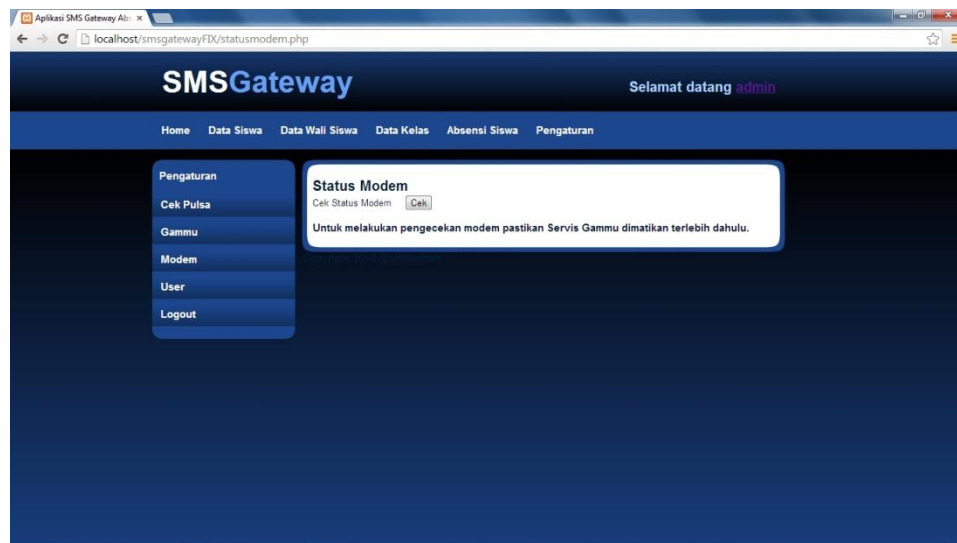 Aplikasi SMS Gateway Ab
localhost/smsgatewayFIX/statusmodem.php
SMSGateway
Selamat datang admin
Home Data Siswa Data Wali Siswa Data Kelas Absensi Siswa Pengaturan
Pengaturan
Cek Pulsa
Gammu
Modem
User
Logout
Status Modem
Cek Status Modem Cek
Untuk melakukan pengecekan modem pastikan Servis Gammu dimatikan terlebih dahulu.
Copyright